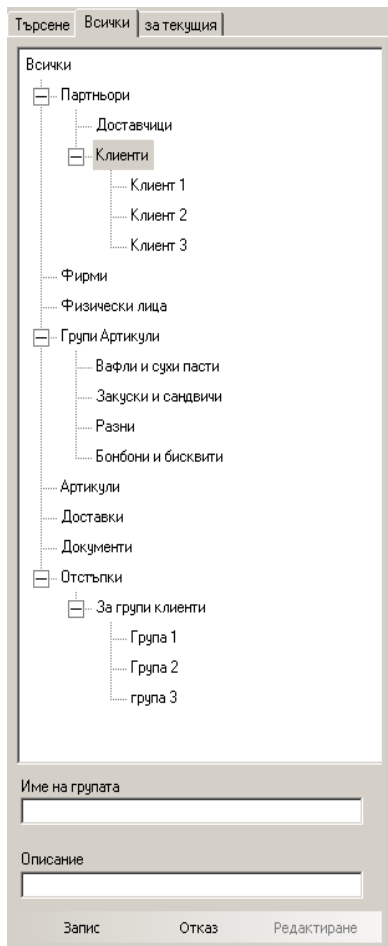 Търсене Всички за текущия
Всички
Партньори
Доставчици
Клиенти
Клиент 1
Клиент 2
Клиент 3
Фирми
Физически лица
Групи Артикули
Вафли и сухи пасти
Закуски и сандвичи
Разни
Бонбони и бисквити
Артикули
Доставки
Документи
Отстъпки
За групи клиенти
Група 1
Група 2
група 3
Име на групата
Описание
Запис Отказ Редактиране